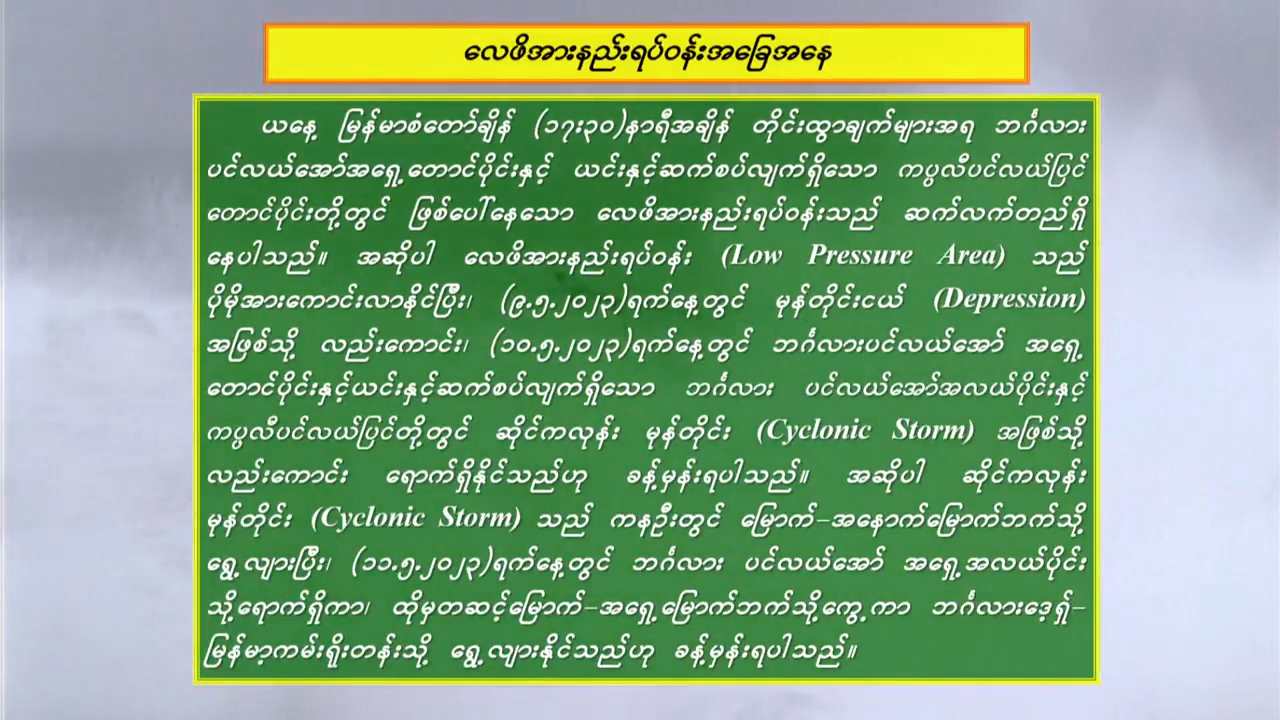 လေဖိအားနည်းရပ်ဝန်းအခြေအနေ
ယနေ့ မြန်မာစံတော်ချိန် (၁၇း၃၀)နာရီအချိန် တိုင်းထွာချက်များအရ ဘင်္ဂလား
ပင်လယ်အော်အရှေ့တောင်ပိုင်းနှင့် ယင်းနှင့်ဆက်စပ်လျက်ရှိသော ကပ္ပလီပင်လယ်ပြင်
တောင်ပိုင်းတို့တွင် ဖြစ်ပေါ်နေသော လေဖိအားနည်းရပ်ဝန်းသည် ဆက်လက်တည်ရှိ
နေပါသည်။ အဆိုပါ လေဖိအားနည်းရပ်ဝန်း (Low Pressure Area) သည်
ပိုမိုအားကောင်းလာနိုင်ပြီး၊ (၉.၅.၂၀၂၃)ရက်နေ့တွင် မုန်တိုင်းငယ် (Depression)
အဖြစ်သို့ လည်းကောင်း၊ (၁၀.၅.၂၀၂၃)ရက်နေ့တွင် ဘင်္ဂလားပင်လယ်အော် အရှေ့
တောင်ပိုင်းနှင့်ယင်းနှင့်ဆက်စပ်လျက်ရှိသော ဘင်္ဂလား ပင်လယ်အော်အလယ်ပိုင်းနှင့်
ကပ္ပလီပင်လယ်ပြင်တို့တွင် ဆိုင်ကလုန်း မုန်တိုင်း (Cyclonic Storm) အဖြစ်သို့
လည်းကောင်း ရောက်ရှိနိုင်သည်ဟု ခန့်မှန်းရပါသည်။ အဆိုပါ ဆိုင်ကလုန်း
မုန်တိုင်း (Cyclonic Storm) သည် ကနဦးတွင် မြောက်–အနောက်မြောက်ဘက်သို့
ရွေ့လျားပြီး၊ (၁၁.၅.၂၀၂၃)ရက်နေ့တွင် ဘင်္ဂလား ပင်လယ်အော် အရှေ့အလယ်ပိုင်း
သို့ရောက်ရှိကာ၊ ထိုမှတဆင့်မြောက်–အရှေ့မြောက်ဘက်သို့ကွေ့ကာ ဘင်္ဂလားဒေ့ရှ်–
မြန်မာ့ကမ်းရိုးတန်းသို့ ရွေ့လျားနိုင်သည်ဟု ခန့်မှန်းရပါသည်။